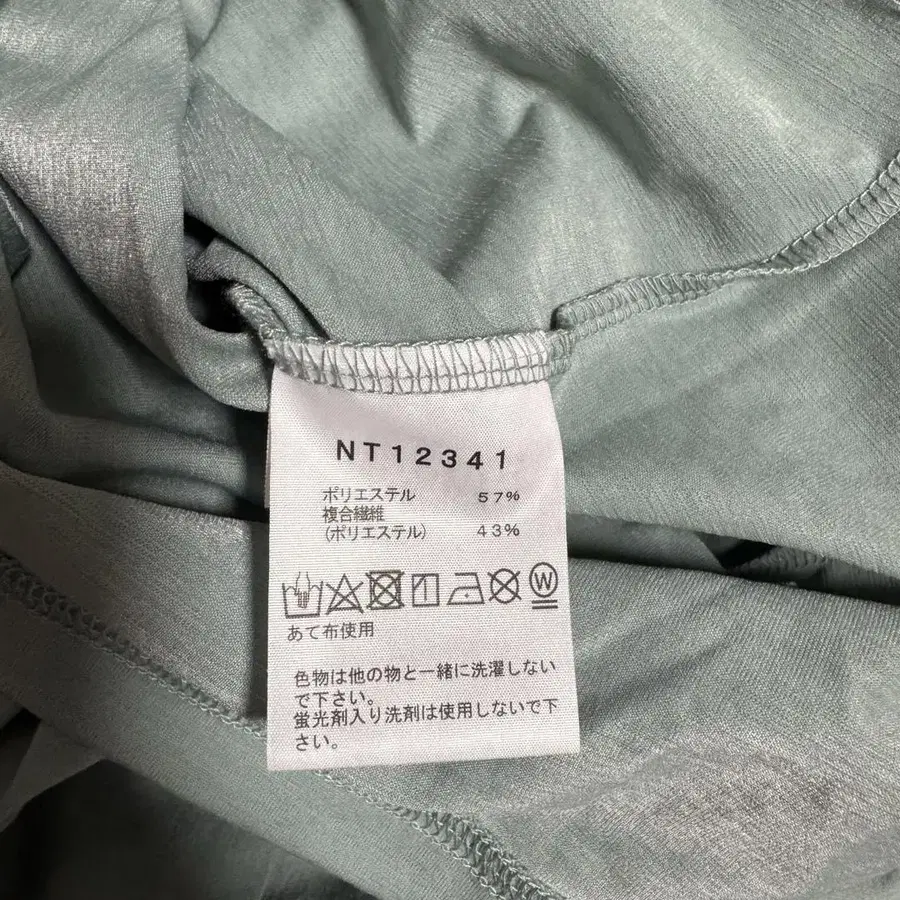 NT12341
ポリエステル 57%
複合繊維
(ポリエステル) 43%
W
あて布使用
色物は他の物と一緒に洗濯しない
で下さい。
蛍光剤入り洗剤は使用しないで下
さい。